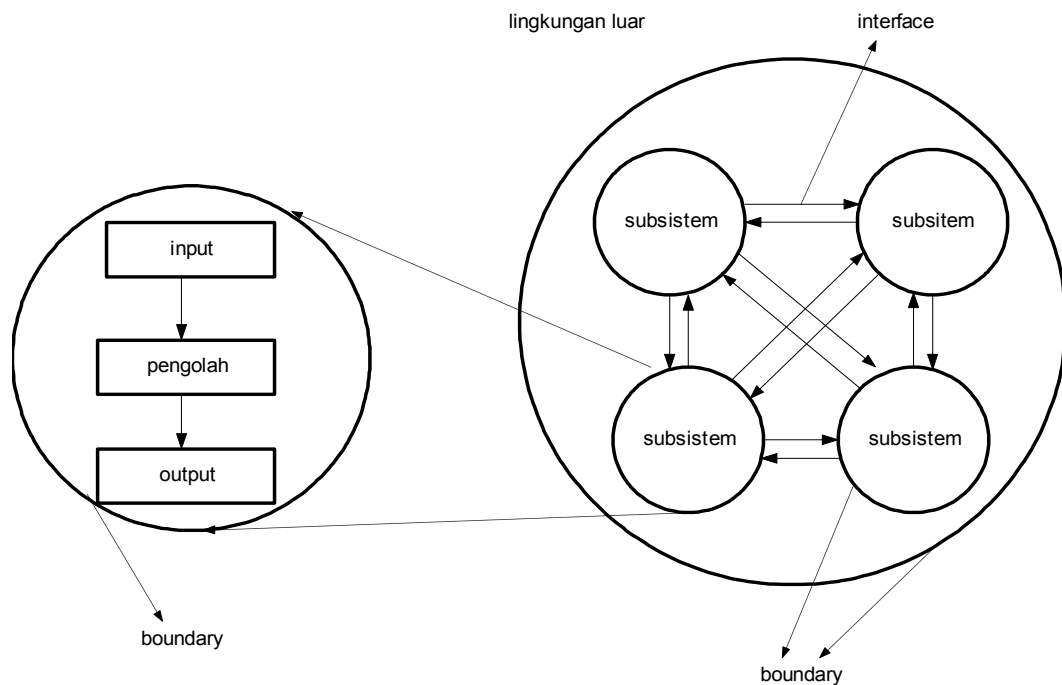 lingkungan luar
interface
subsistem
subsitem
input
pengolah
subsistem
subsistem
output
boundary
boundary